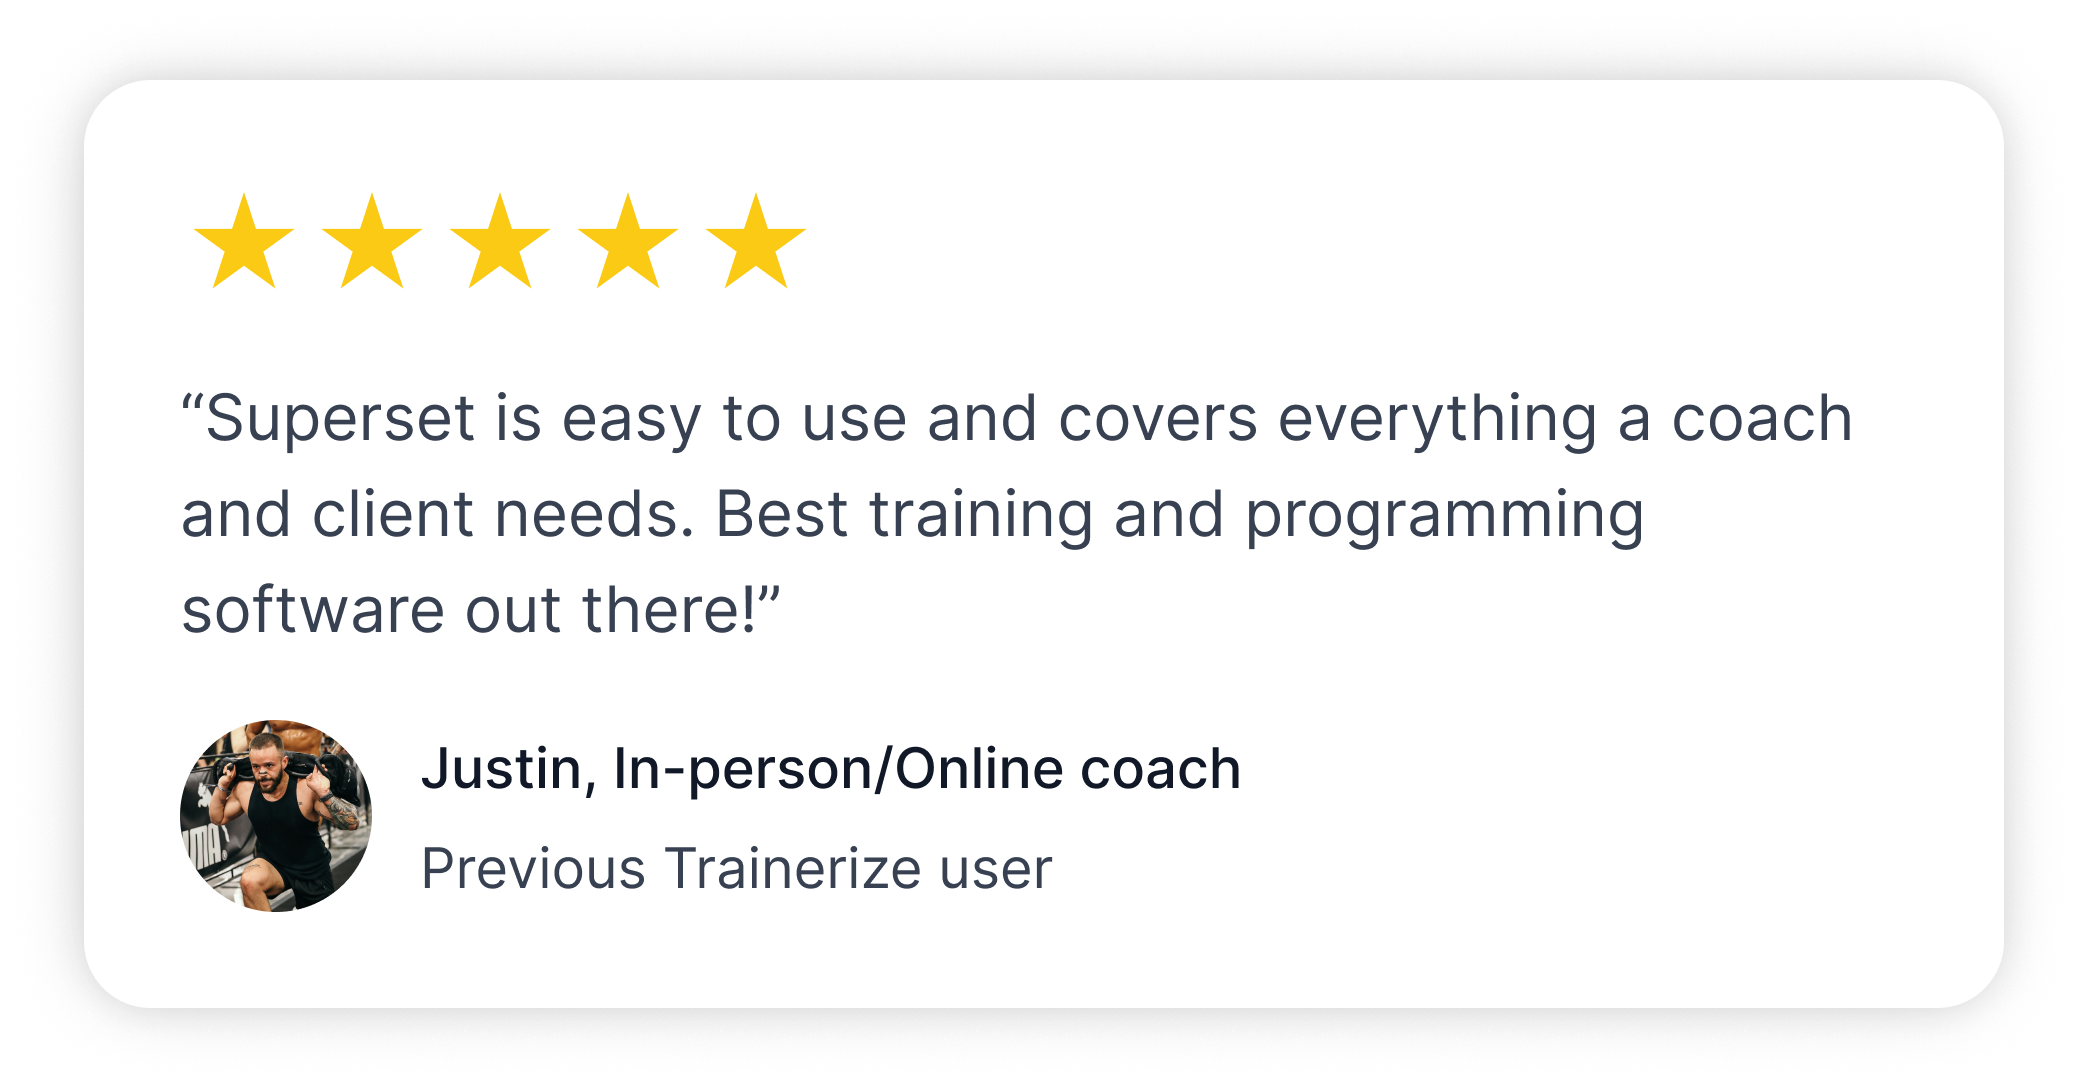 “Superset is easy to use and covers everything a coach
and client needs. Best training and programming
software out there!”
Justin, In-person/Online coach
Previous Trainerize user